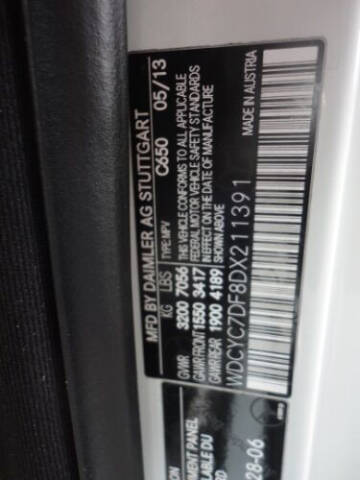 MFD BY DAIMLER AG STUTTGART
TYPE:MPV C650 05/13
KG LBS
GVWR 3200 7056
GAWR FRONT 1550 3417
GAWR REAR 1900 4189
THIS VEHICLE CONFORMS TO ALL APPLICABLE
FEDERAL MOTOR VEHICLE SAFETY STANDARDS
IN EFFECT ON THE DATE OF MANUFACTURE
SHOWN ABOVE
MADE IN AUSTRIA
WDCYC7DF8DX211391
PANEL
28-06